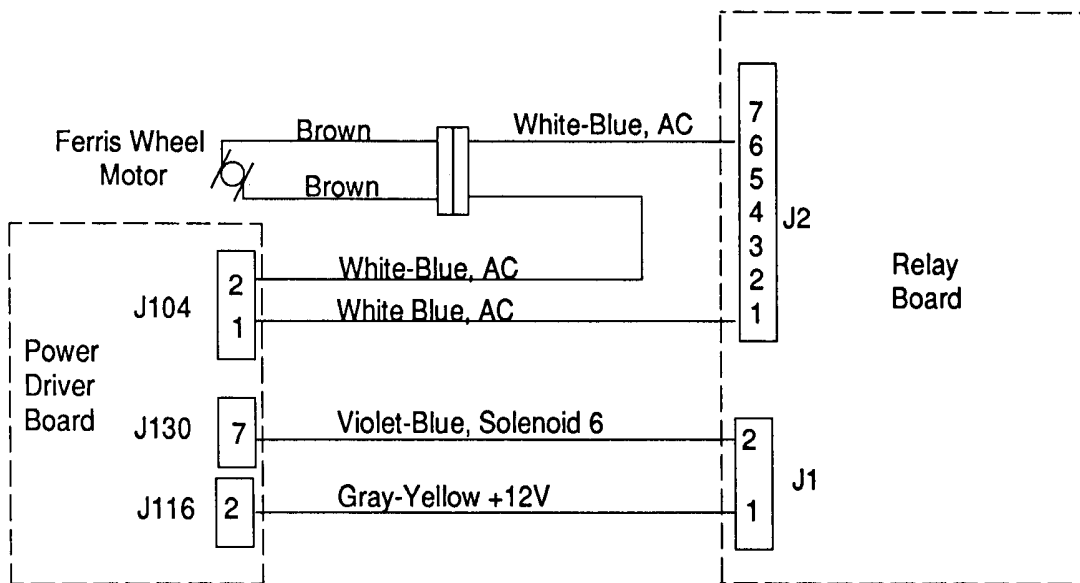 Ferris Wheel
Motor
Brown
Brown
White-Blue, AC
7
6
5
4
3
2
1
J2
Relay
Board
White-Blue, AC
White Blue, AC
J104
2
1
Power
Driver
Board
J130
7
Violet-Blue, Solenoid 6
2
J1
J116
2
Gray-Yellow +12V
1